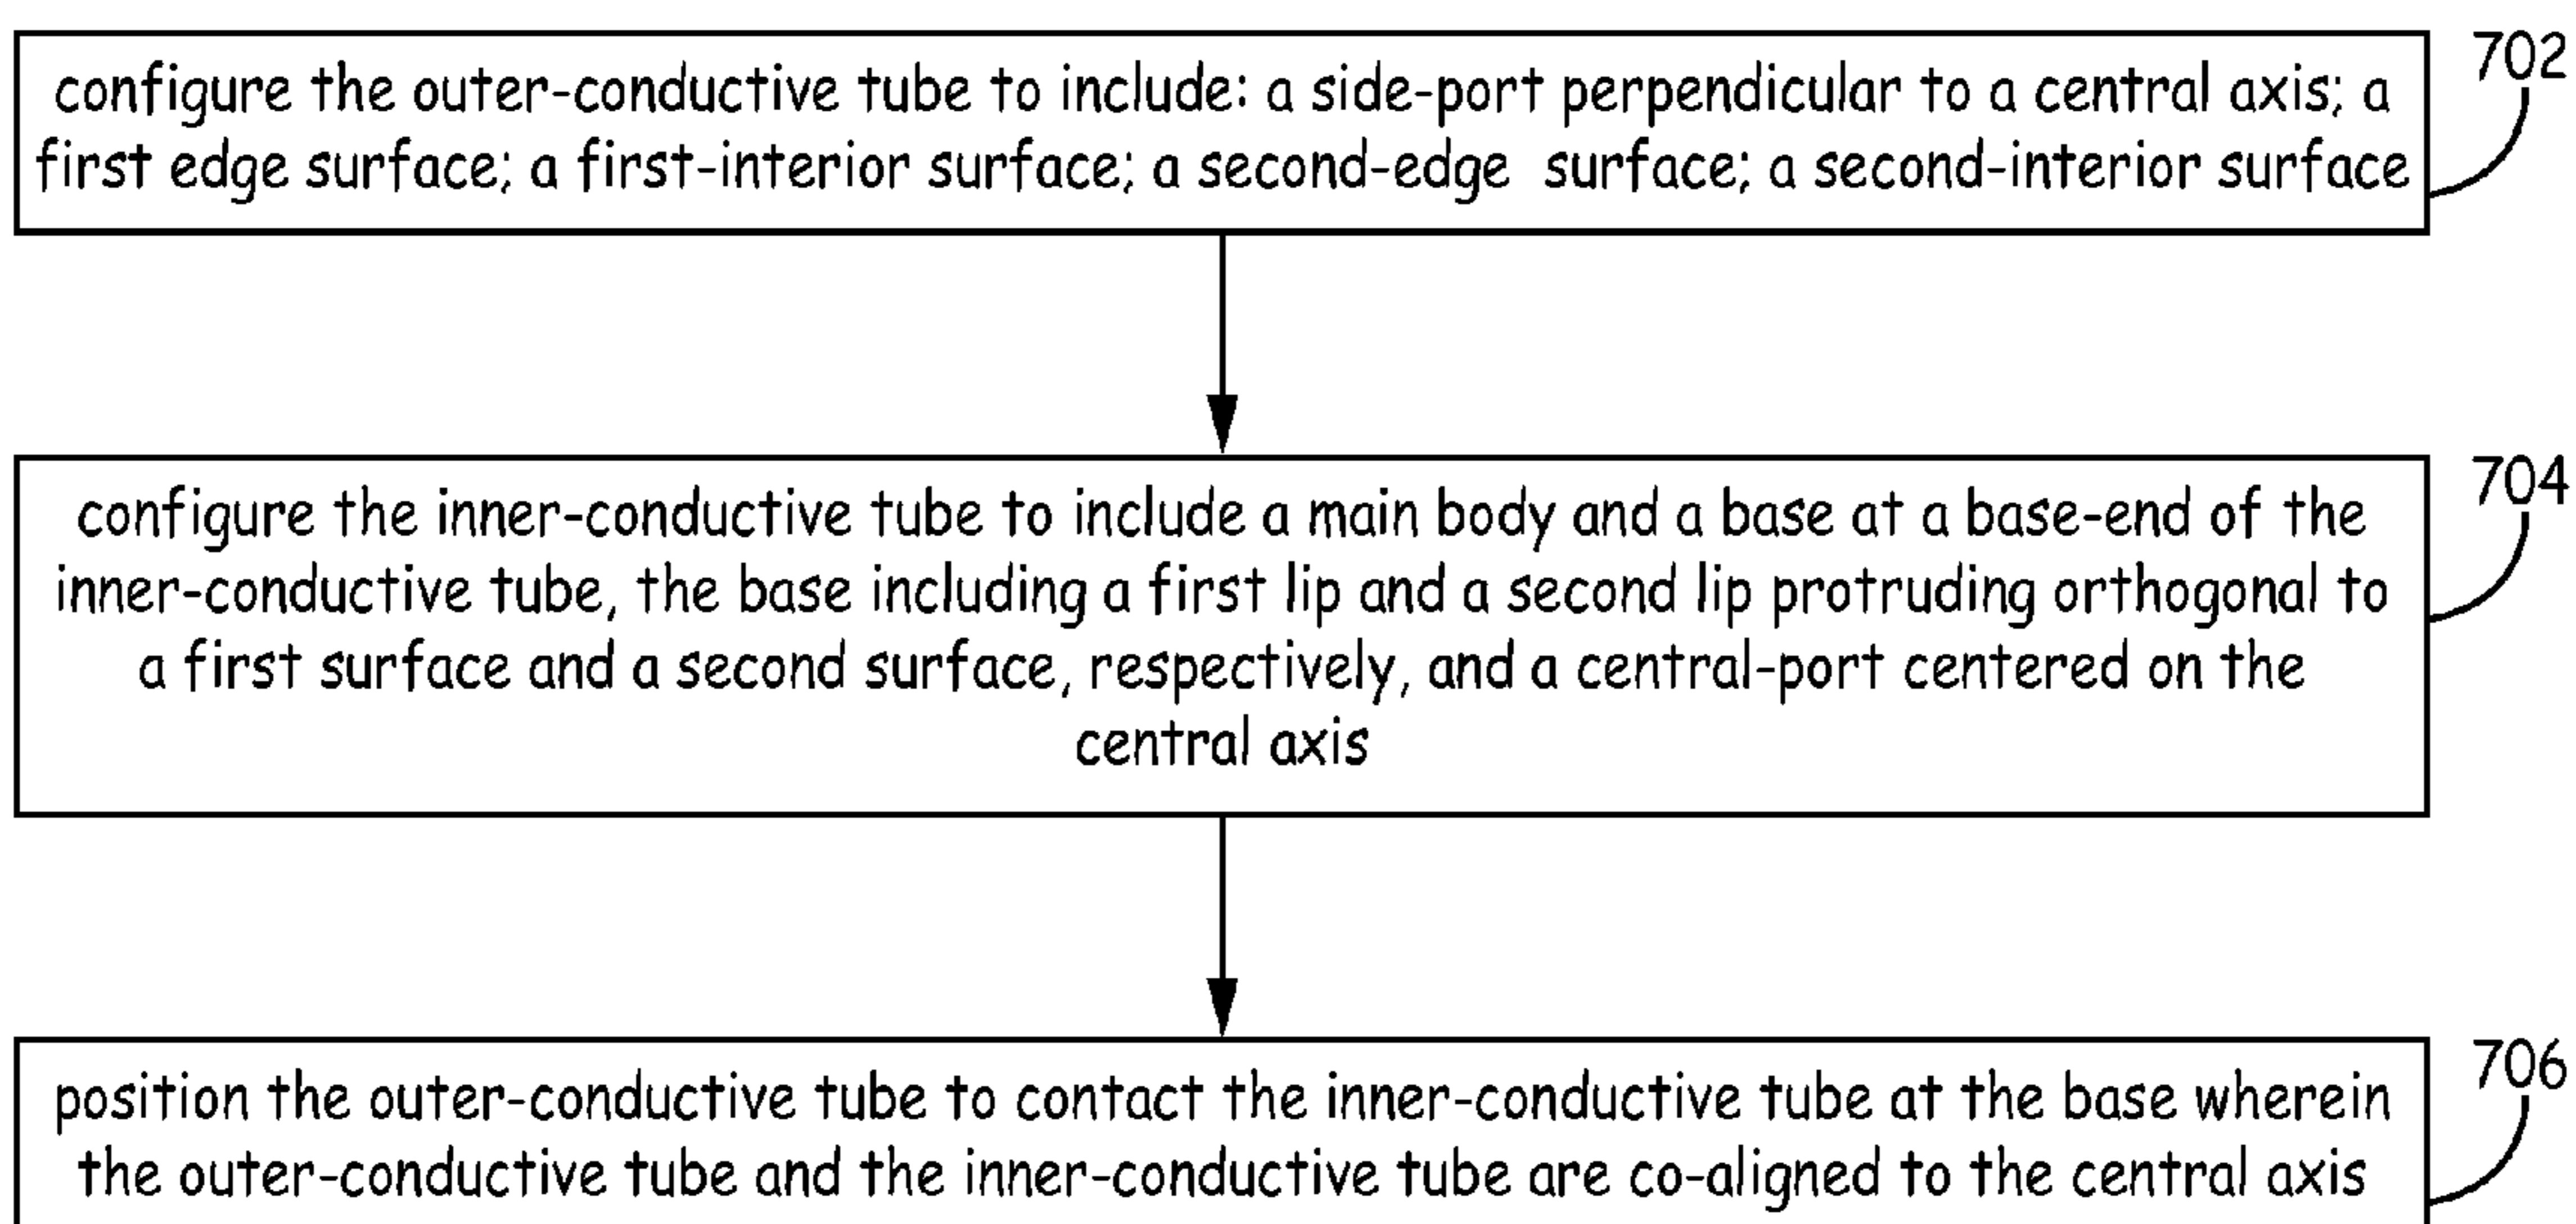 702
configure the outer-conductive tube to include: a side-port perpendicular to a central axis; a
first edge surface; a first-interior surface; a second-edge surface; a second-interior surface
704
configure the inner-conductive tube to include a main body and a base at a base-end of the
inner-conductive tube, the base including a first lip and a second lip protruding orthogonal to
a first surface and a second surface, respectively, and a central-port centered on the
central axis
706
position the outer-conductive tube to contact the inner-conductive tube at the base wherein
the outer-conductive tube and the inner-conductive tube are co-aligned to the central axis